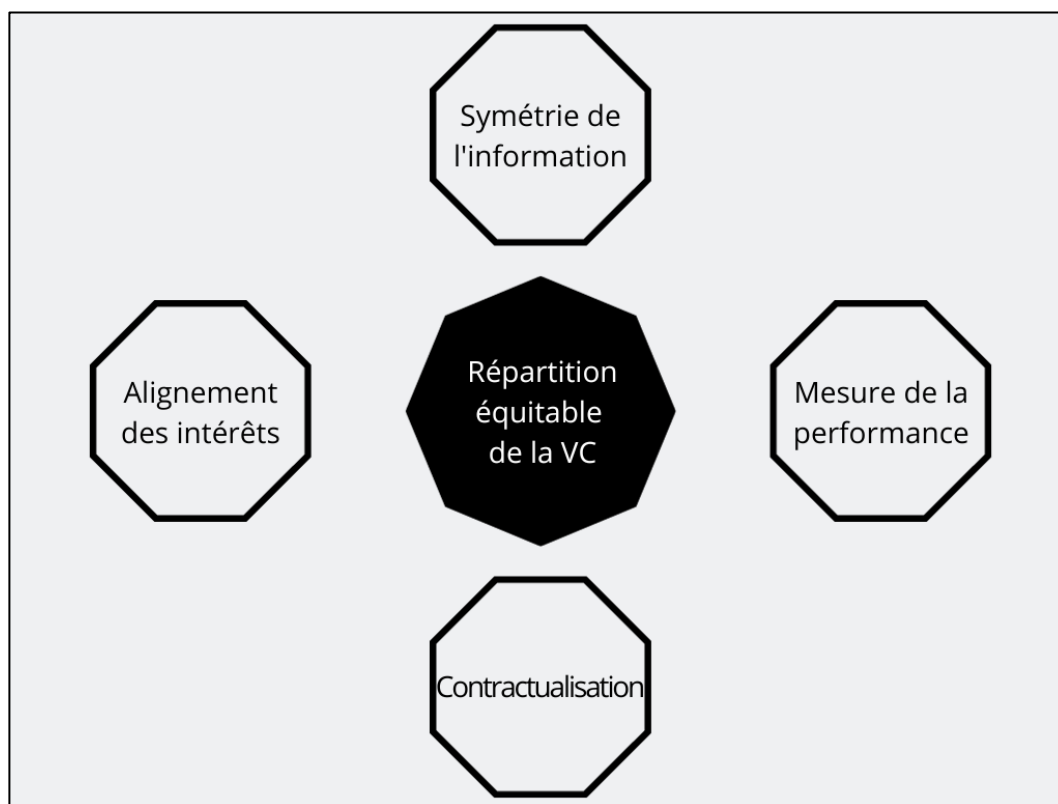 Symétrie de
l'information
Alignement
des intérêts
Répartition
équitable
de la VC
Mesure de la
performance
Contractualisation